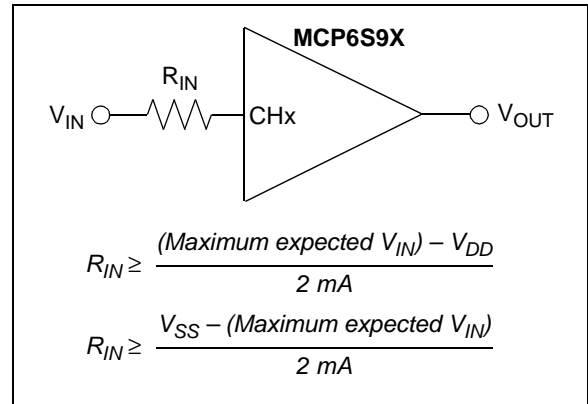 MCP6S9X
R_IN
V_IN CHx V_OUT
R_IN ≥ (Maximum expected V_IN) – V_DD
2 mA
R_IN ≥ V_SS – (Maximum expected V_IN)
2 mA